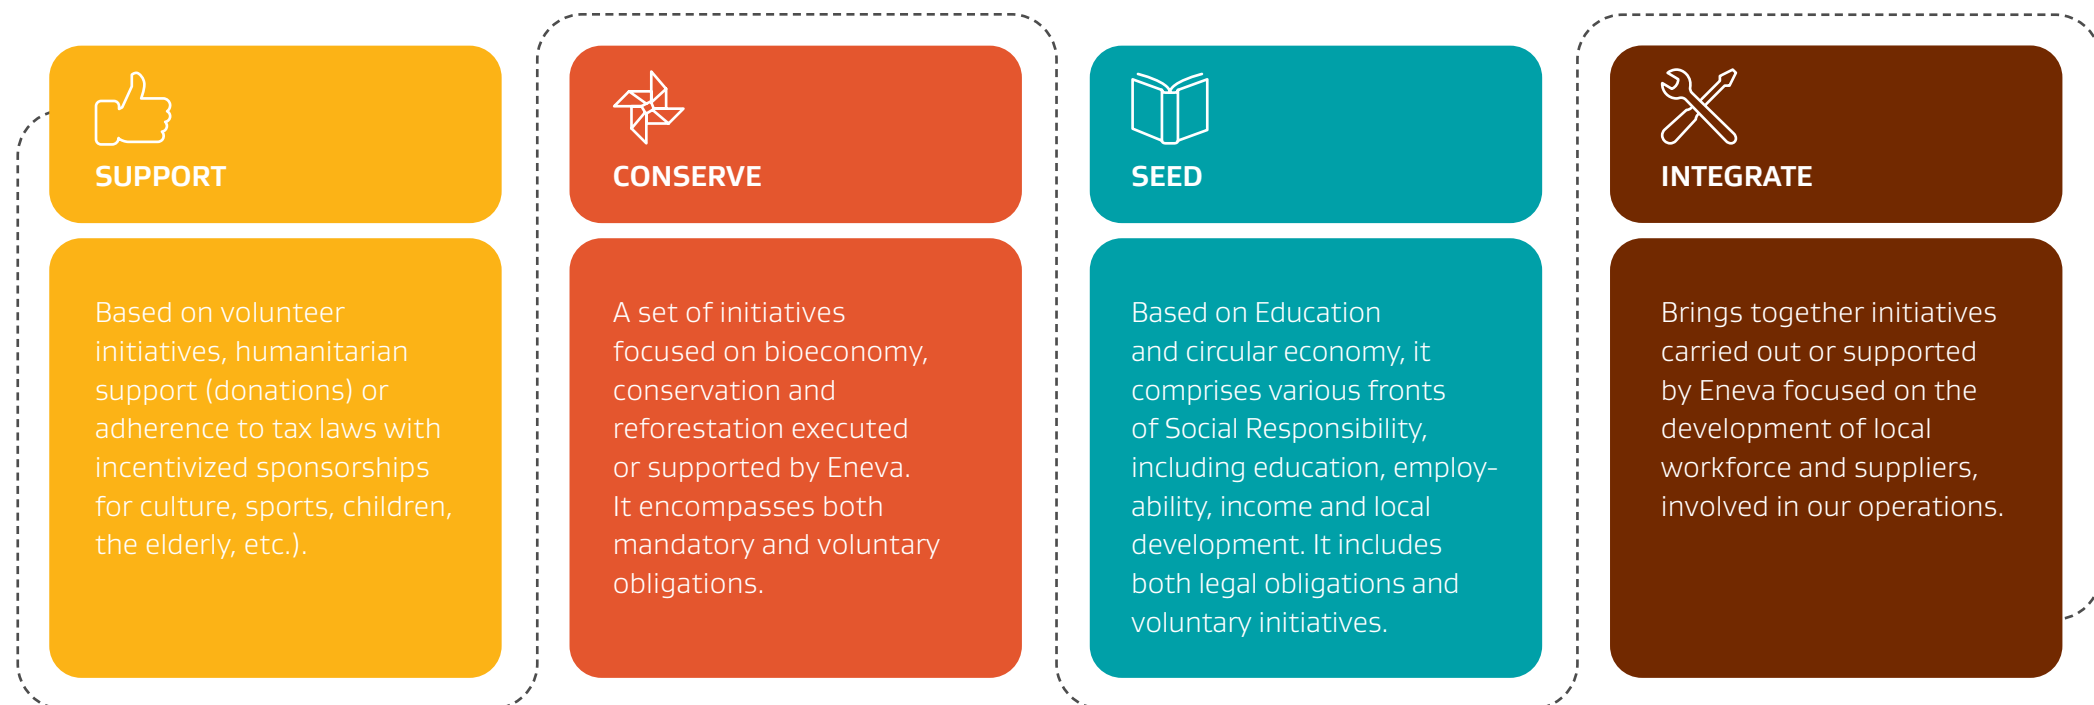 SUPPORT
Based on volunteer
initiatives, humanitarian
support (donations) or
adherence to tax laws with
incentivized sponsorships
for culture, sports, children,
the elderly, etc.).
CONSERVE
A set of initiatives
focused on bioeconomy,
conservation and
reforestation executed
or supported by Eneva.
It encompasses both
mandatory and voluntary
obligations.
SEED
Based on Education
and circular economy, it
comprises various fronts
of Social Responsibility,
including education, employ-
ability, income and local
development. It includes
both legal obligations and
voluntary initiatives.
INTEGRATE
Brings together initiatives
carried out or supported
by Eneva focused on the
development of local
workforce and suppliers,
involved in our operations.